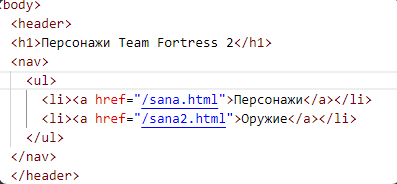 <body>
<header>
<h1>Персонажи Team Fortress 2</h1>
<nav>
<ul>
<li><a href="/sana.html">Персонажи</a></li>
<li><a href="/sana2.html">Оружие</a></li>
</ul>
</nav>
</header>